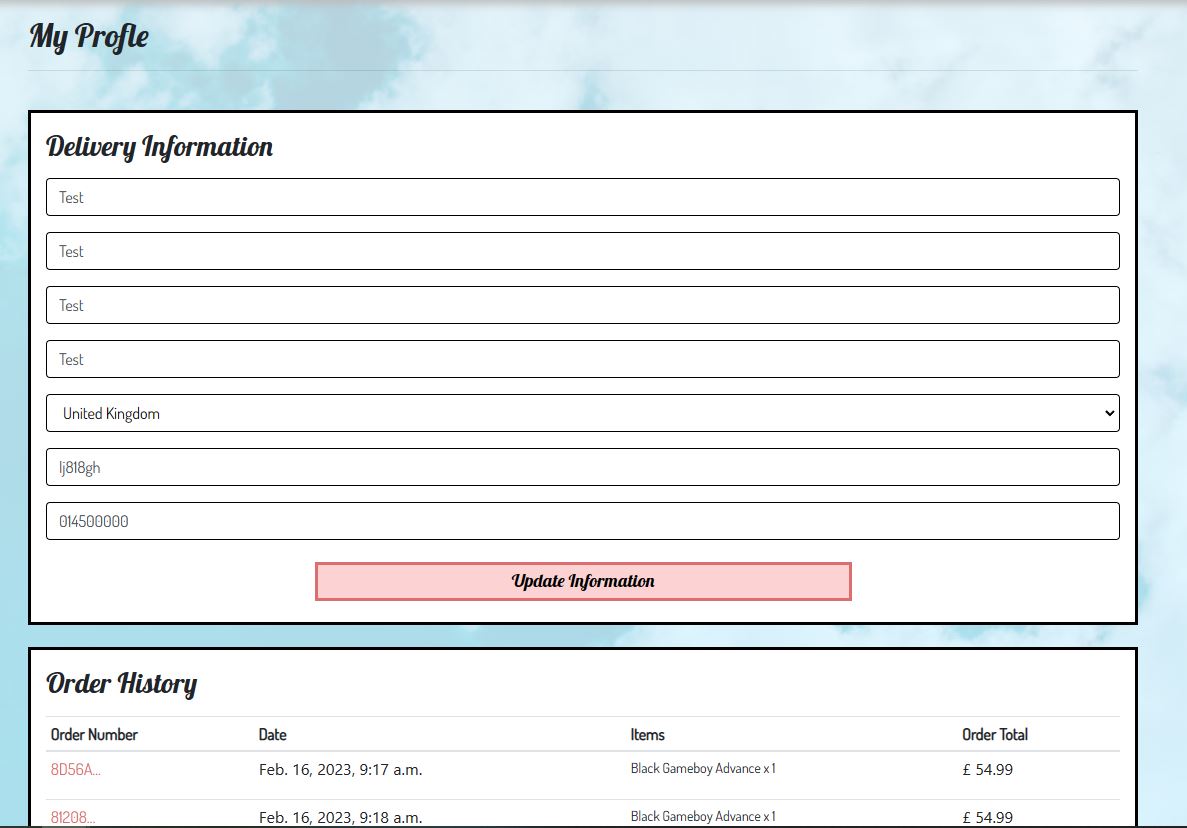 My Profile
Delivery Information
Test
Test
Test
Test
United Kingdom
lj818gh
014500000
Update Information
Order History
Order Number Date Items Order Total
8D56A... Feb. 16, 2023, 9:17 a.m. Black Gameboy Advance x 1 £ 54.99
81208... Feb. 16, 2023, 9:18 a.m. Black Gameboy Advance x 1 £ 54.99